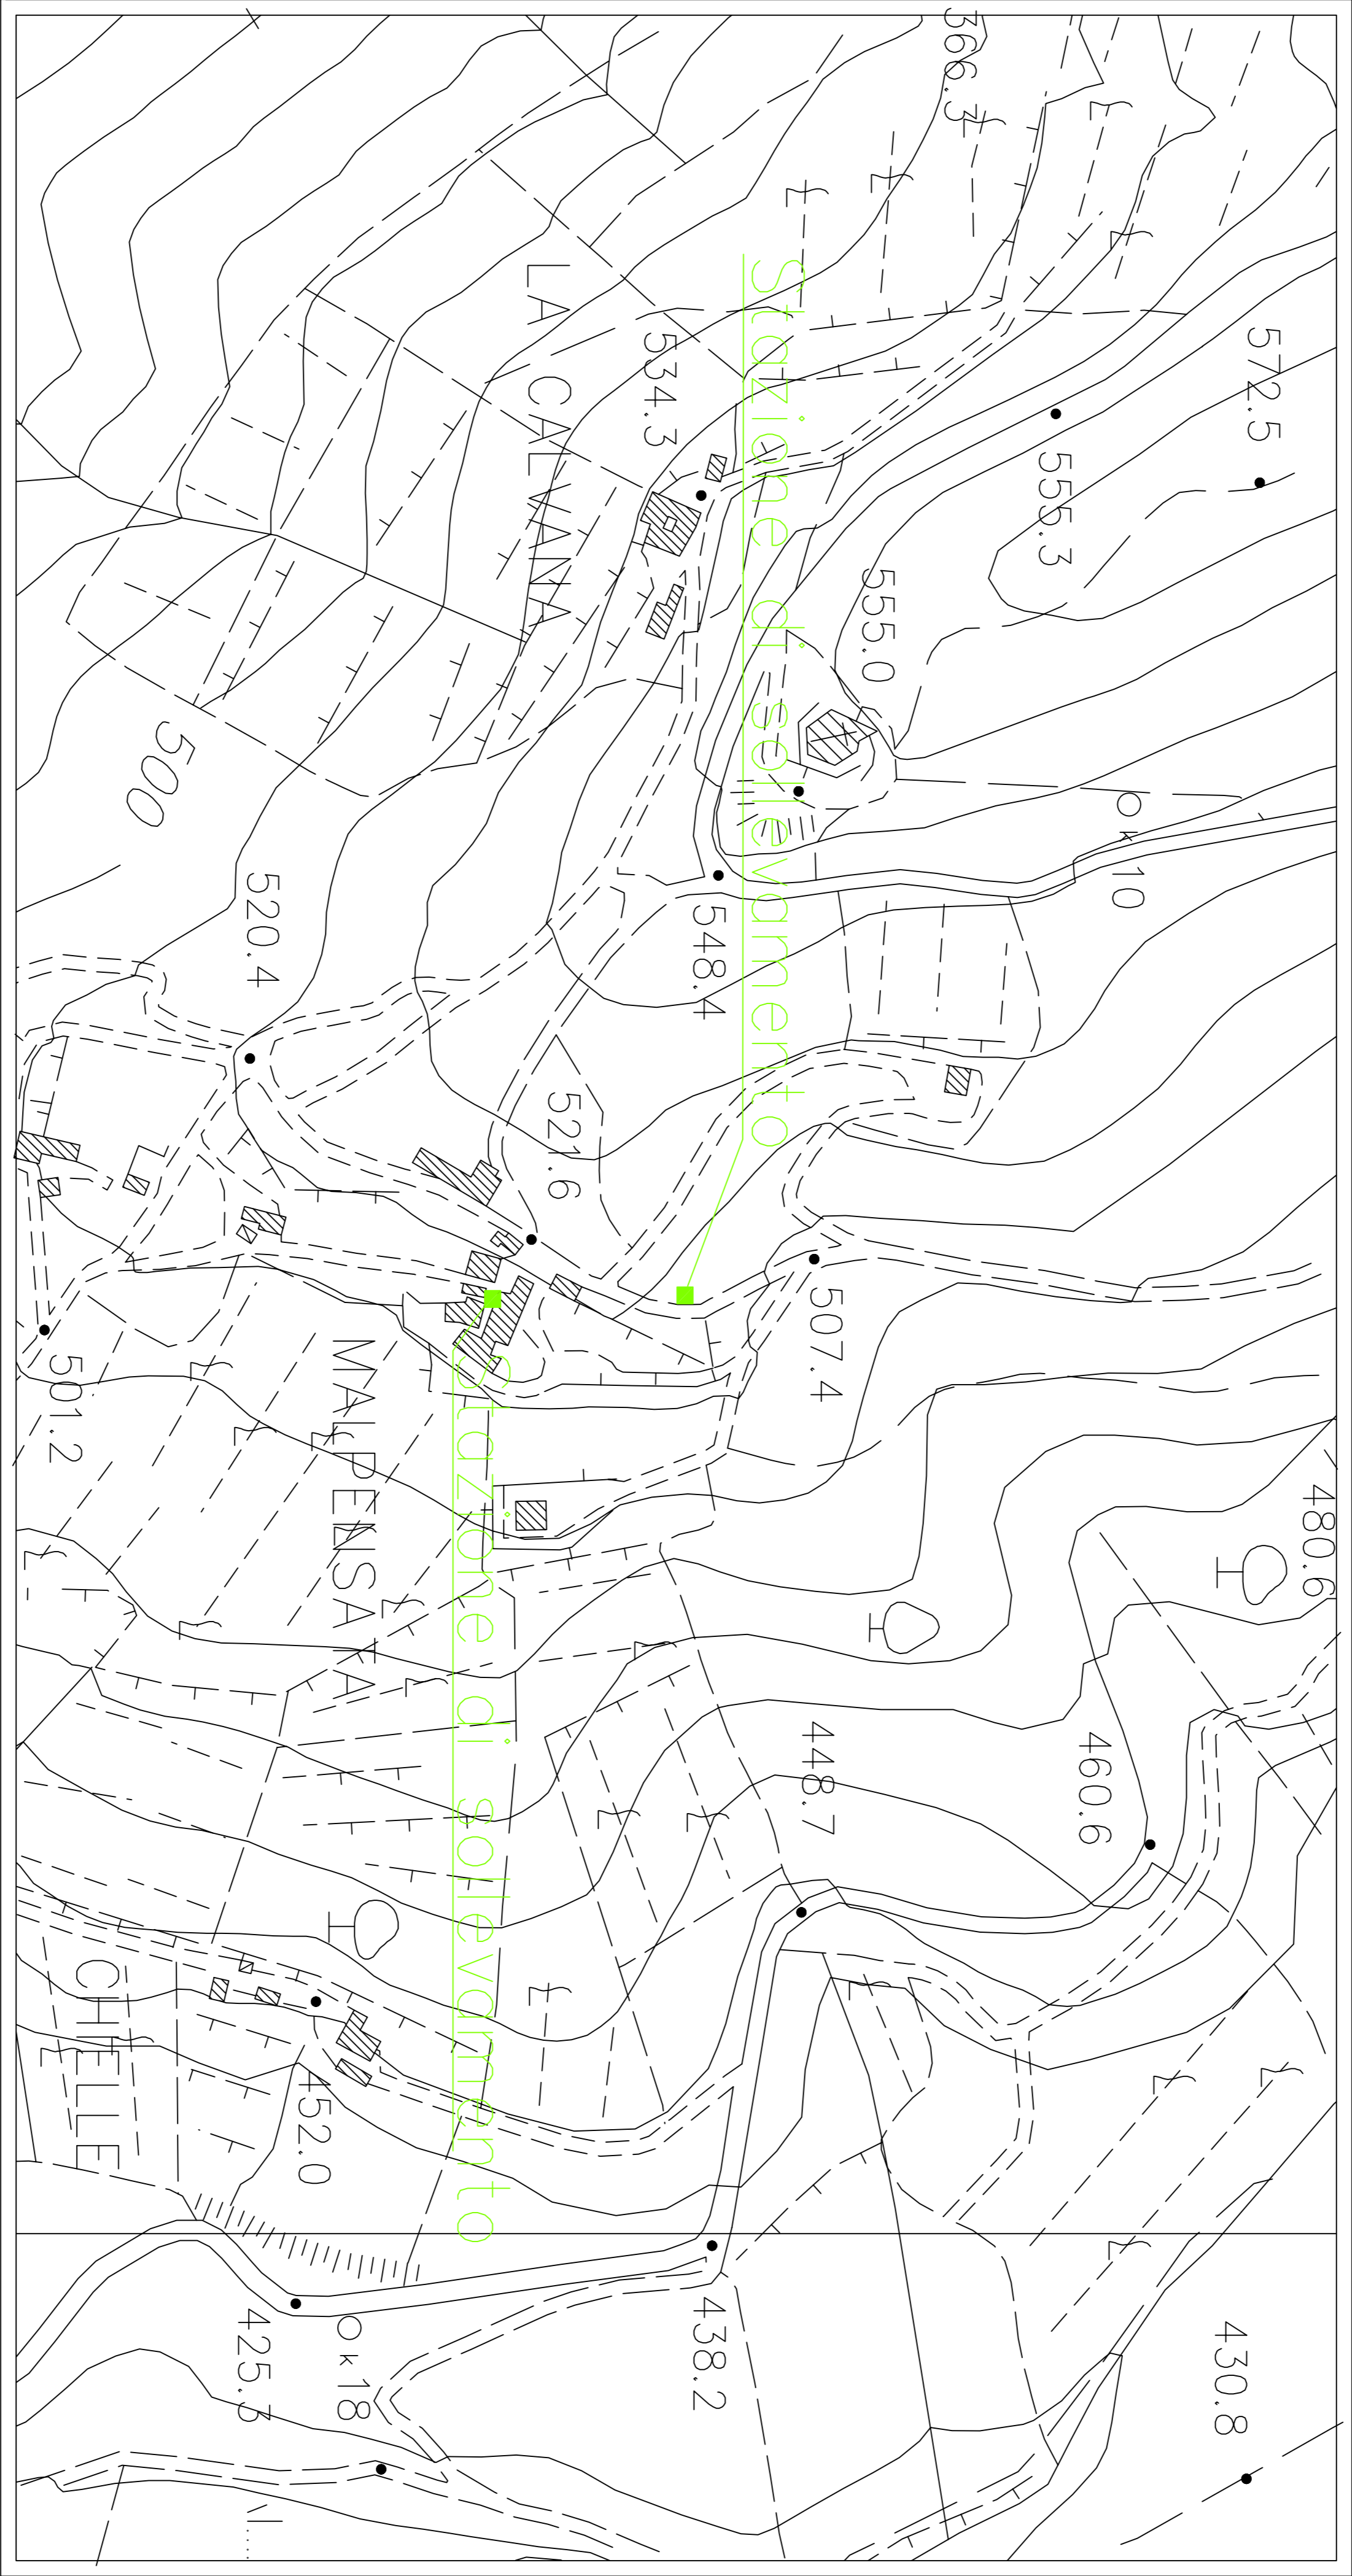 366.3
572.5
555.3
534.3
555.0
LA CALVANA
Stazione di sollevamento
500
k 10
520.4
548.4
521.6
507.4
501.2
MALPENSATA
Stazione di sollevamento
480.6
448.7
460.6
CHIELLE
452.0
438.2
430.8
425.3
k 18